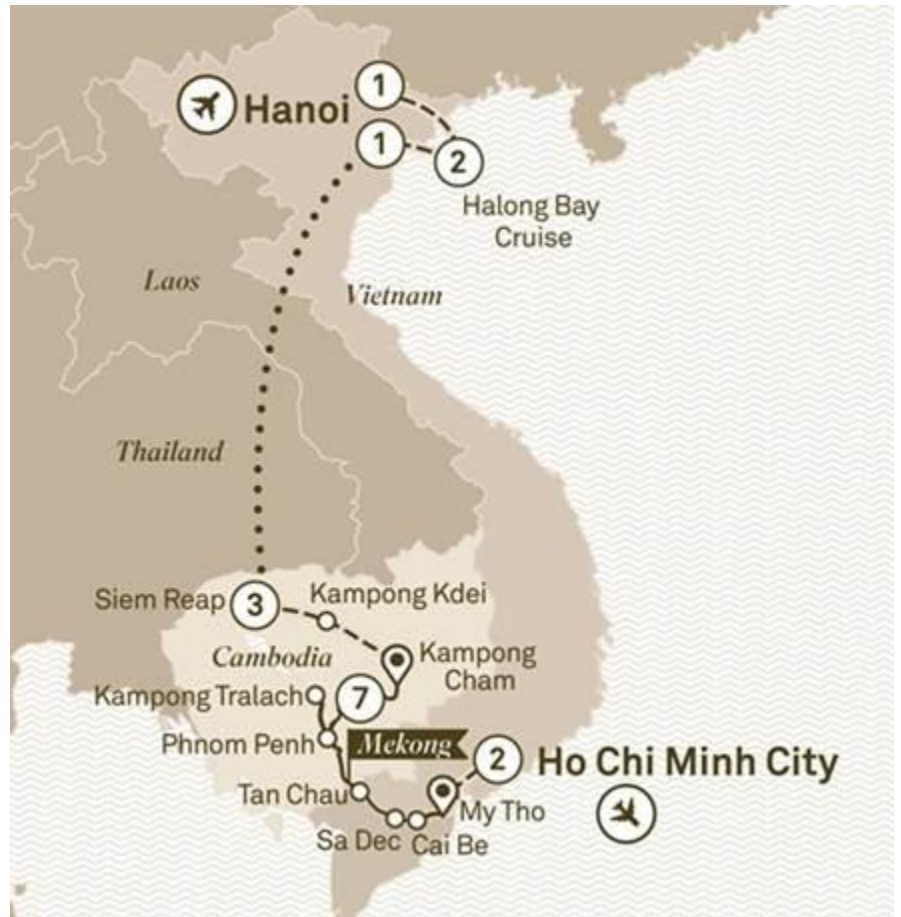 1
Hanoi
1
2
Halong Bay
Cruise
Laos
Vietnam
Thailand
Siem Reap
3
Kampong Kdei
Cambodia
Kampong
Cham
Kampong Tralach
7
Phnom Penh
Mekong
2
Ho Chi Minh City
Tan Chau
My Tho
Sa Dec
Cai Be